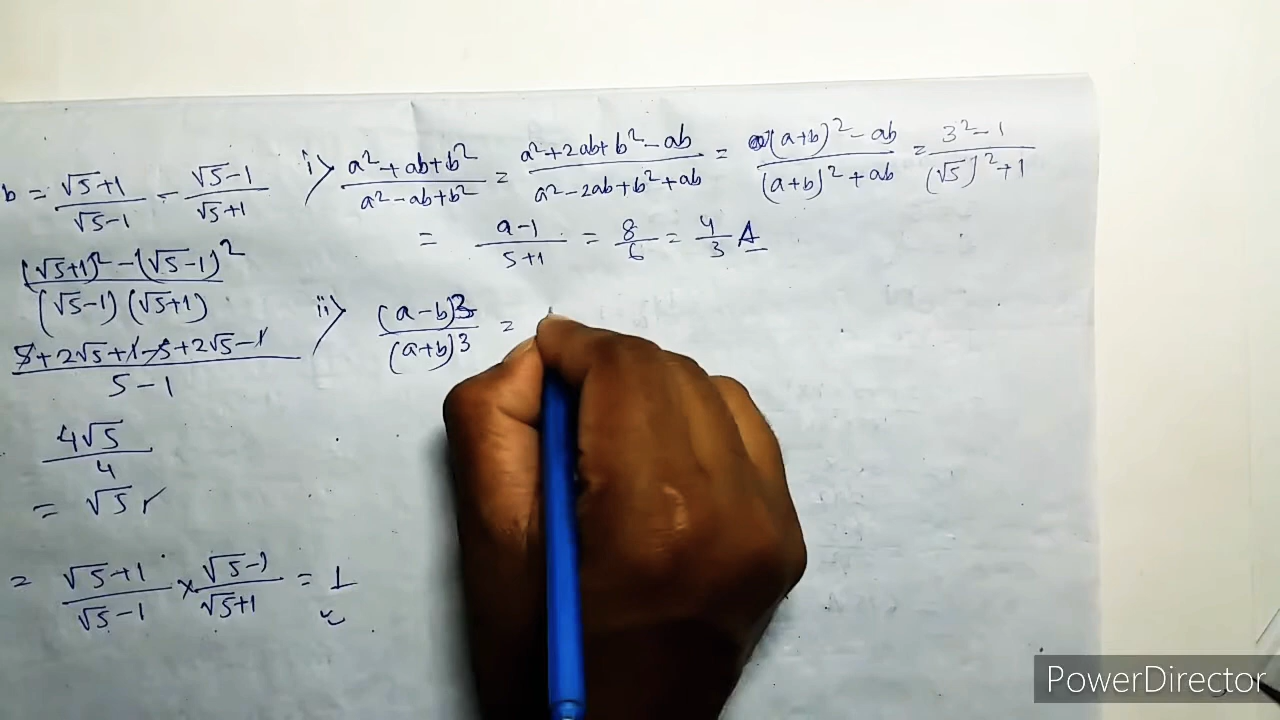 b = √5+1/√5-1 - √5-1/√5+1
(√5+1)² - (√5-1)²/(√5-1)(√5+1)
5+2√5+1-5+2√5-1/5-1
4√5/4
= √5
= √5+1/√5-1 × √5-1/√5+1 = 1
i) a²+ab+b²/a²-ab+b² = a²+2ab+b²-ab/a²-2ab+b²+ab = (a+b)²-ab/(a+b)²+ab = 3²-1/(√5)²+1
= a-1/5+1 = 8/6 = 4/3 A
ii) (a-b)3/(a+b)3 =
PowerDirector